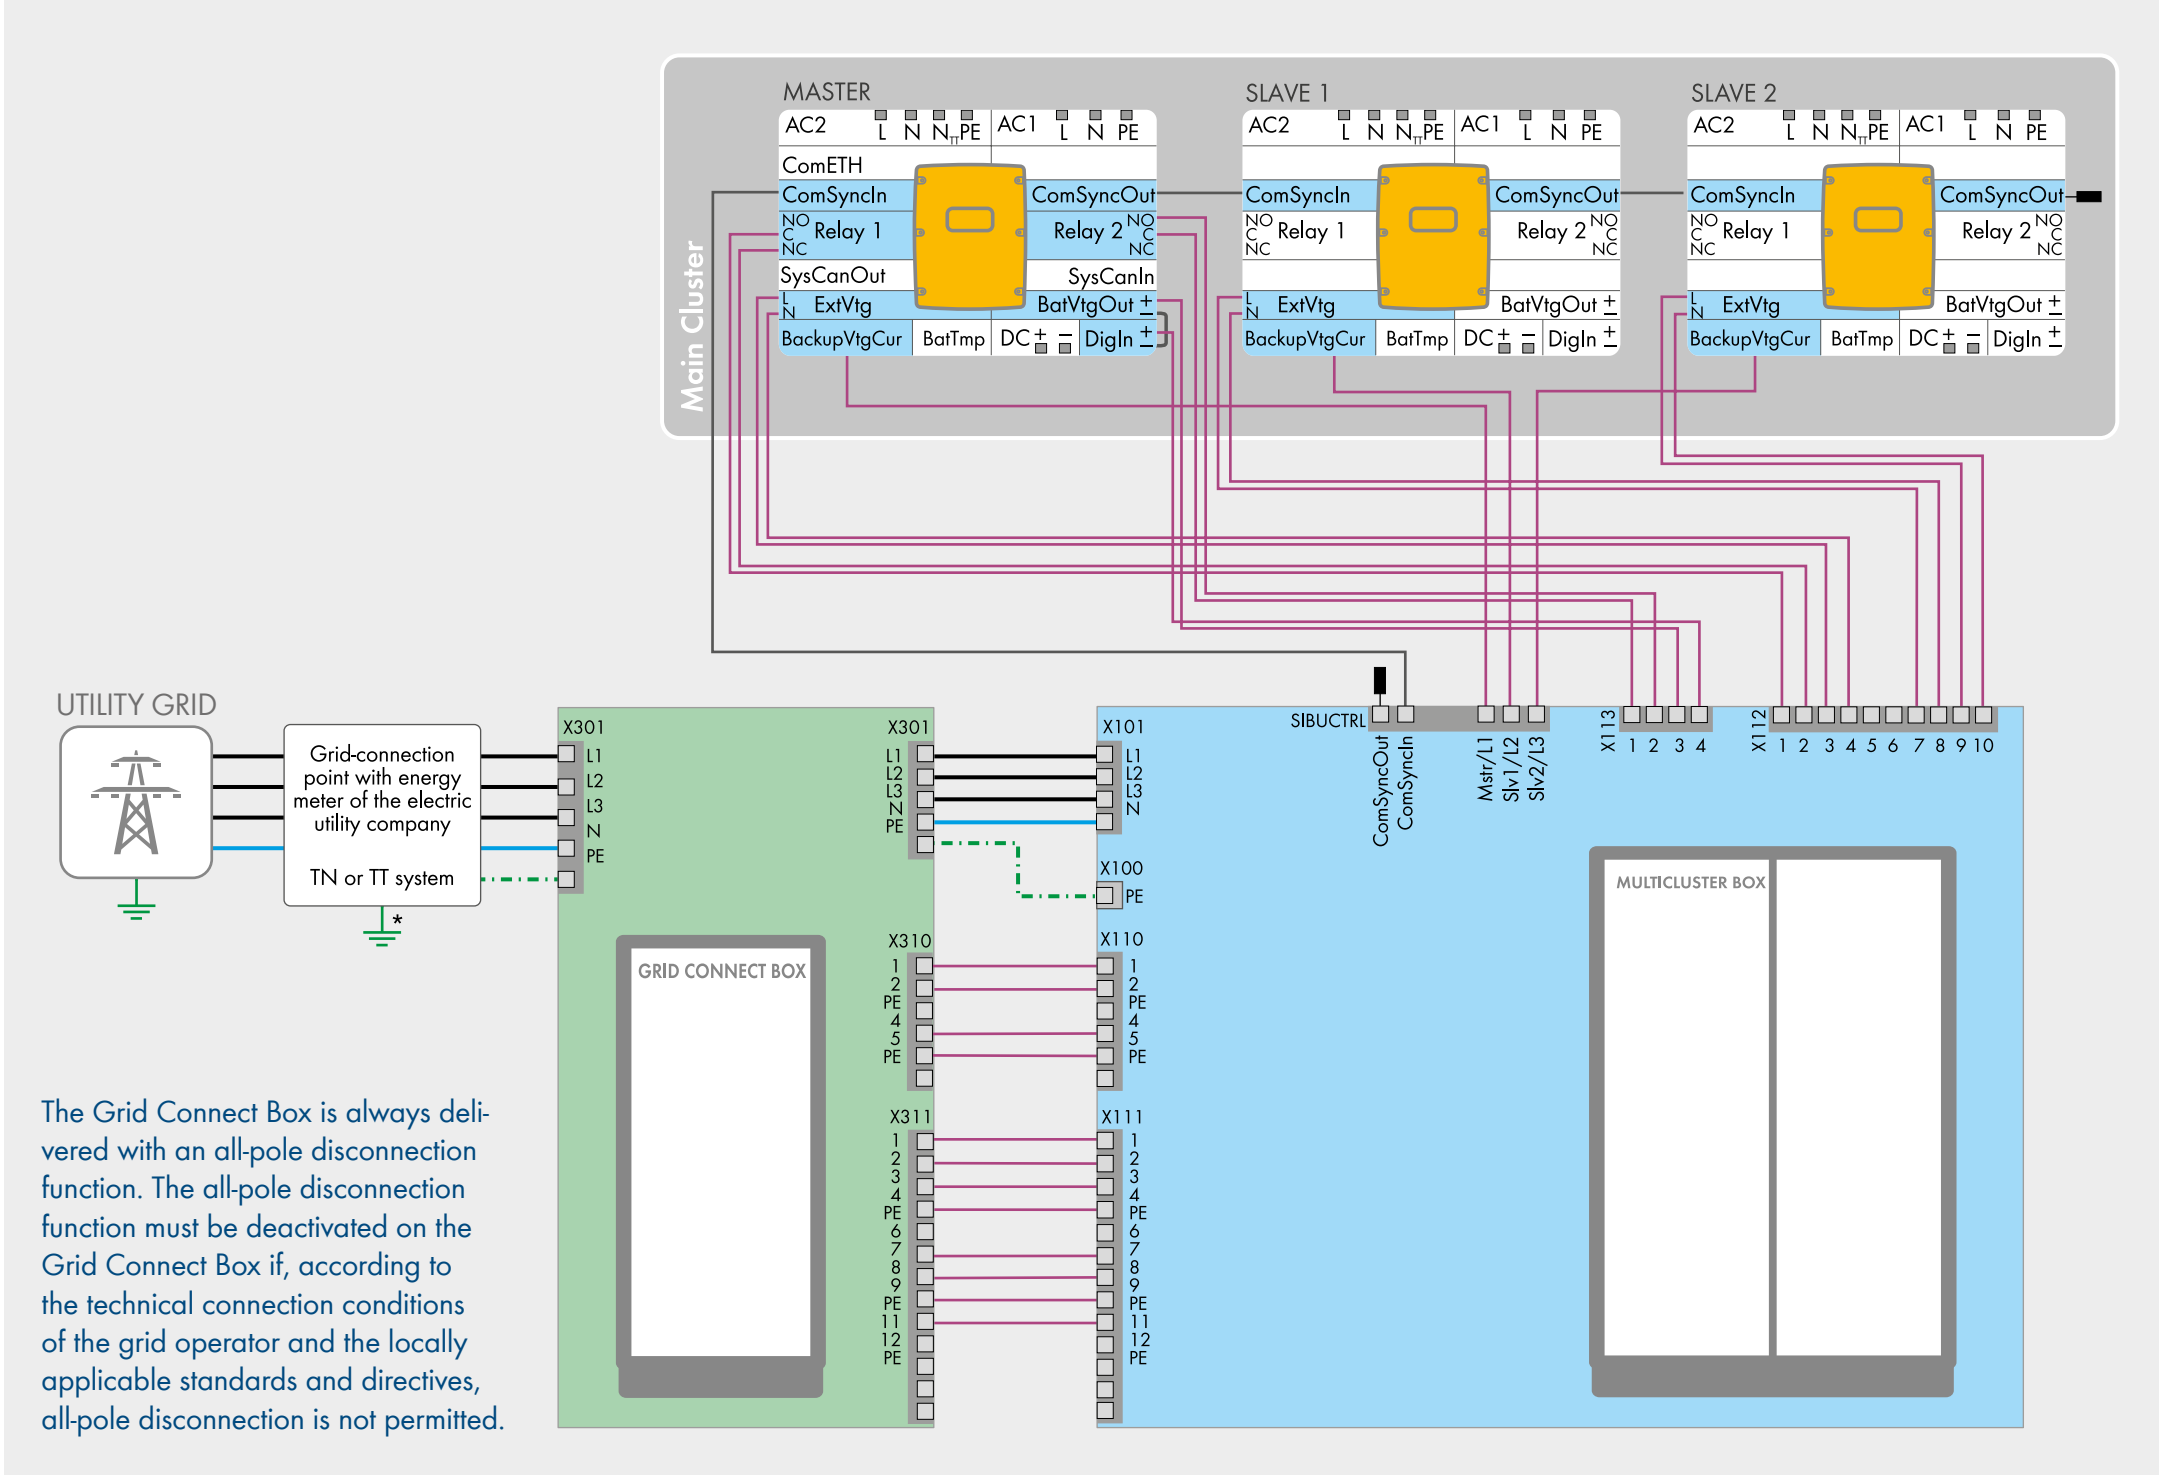 MASTER
SLAVE 1
SLAVE 2
AC2 L N NTT PE AC1 L N PE
AC2 L N NTT PE AC1 L N PE
AC2 L N NTT PE AC1 L N PE
ComETH
ComSyncIn ComSyncOut
ComSyncIn ComSyncOut
ComSyncIn ComSyncOut
NO
C Relay 1
NC
Relay 2 NO
C
NC
NO
C Relay 1
NC
Relay 2 NO
C
NC
NO
C Relay 1
NC
Relay 2 NO
C
NC
SysCanOut SysCanIn
L
N ExtVtg BatVtgOut + −
L
N ExtVtg BatVtgOut + −
L
N ExtVtg BatVtgOut + −
BackupVtgCur BatTmp DC + − DigIn + −
BackupVtgCur BatTmp DC + − DigIn + −
BackupVtgCur BatTmp DC + − DigIn + −
Main Cluster
UTILITY GRID
Grid-connection
point with energy
meter of the electric
utility company
TN or TT system
*
X301
L1
L2
L3
N
PE
X301
L1
L2
L3
N
PE
X101
L1
L2
L3
N
X100
PE
SIBUCTRL
ComSyncOut
ComSyncIn
Mstr/L1
Slv1/L2
Slv2/L3
X113
1 2 3 4
X112
1 2 3 4 5 6 7 8 9 10
MULTICLUSTER BOX
GRID CONNECT BOX
X310
1
2
PE
4
5
PE
X110
1
2
PE
4
5
PE
X311
1
2
3
4
PE
6
7
8
9
PE
11
12
PE
X111
1
2
3
4
PE
6
7
8
9
PE
11
12
PE
The Grid Connect Box is always deli-
vered with an all-pole disconnection
function. The all-pole disconnection
function must be deactivated on the
Grid Connect Box if, according to
the technical connection conditions
of the grid operator and the locally
applicable standards and directives,
all-pole disconnection is not permitted.